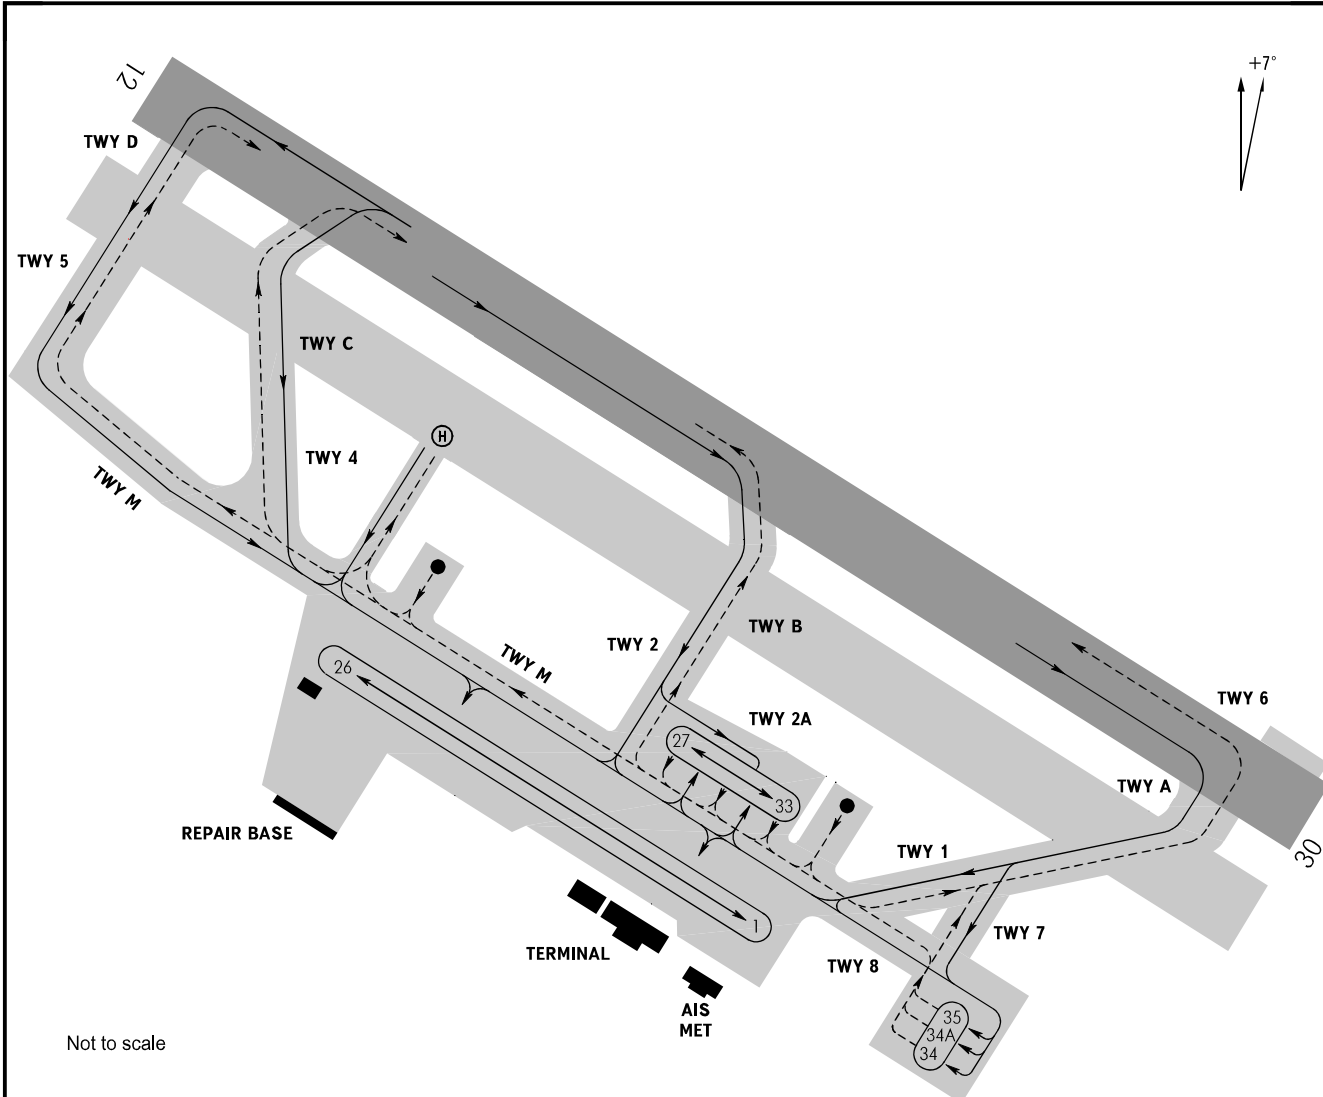 +7°
12
TWY D
TWY 5
TWY C
H
TWY 4
TWY M
TWY B
TWY 2
TWY M
26
TWY 6
TWY 2A
27
TWY A
33
REPAIR BASE
TWY 1
30
1
TWY 7
TERMINAL
TWY 8
AIS
MET
35
34A
34
Not to scale